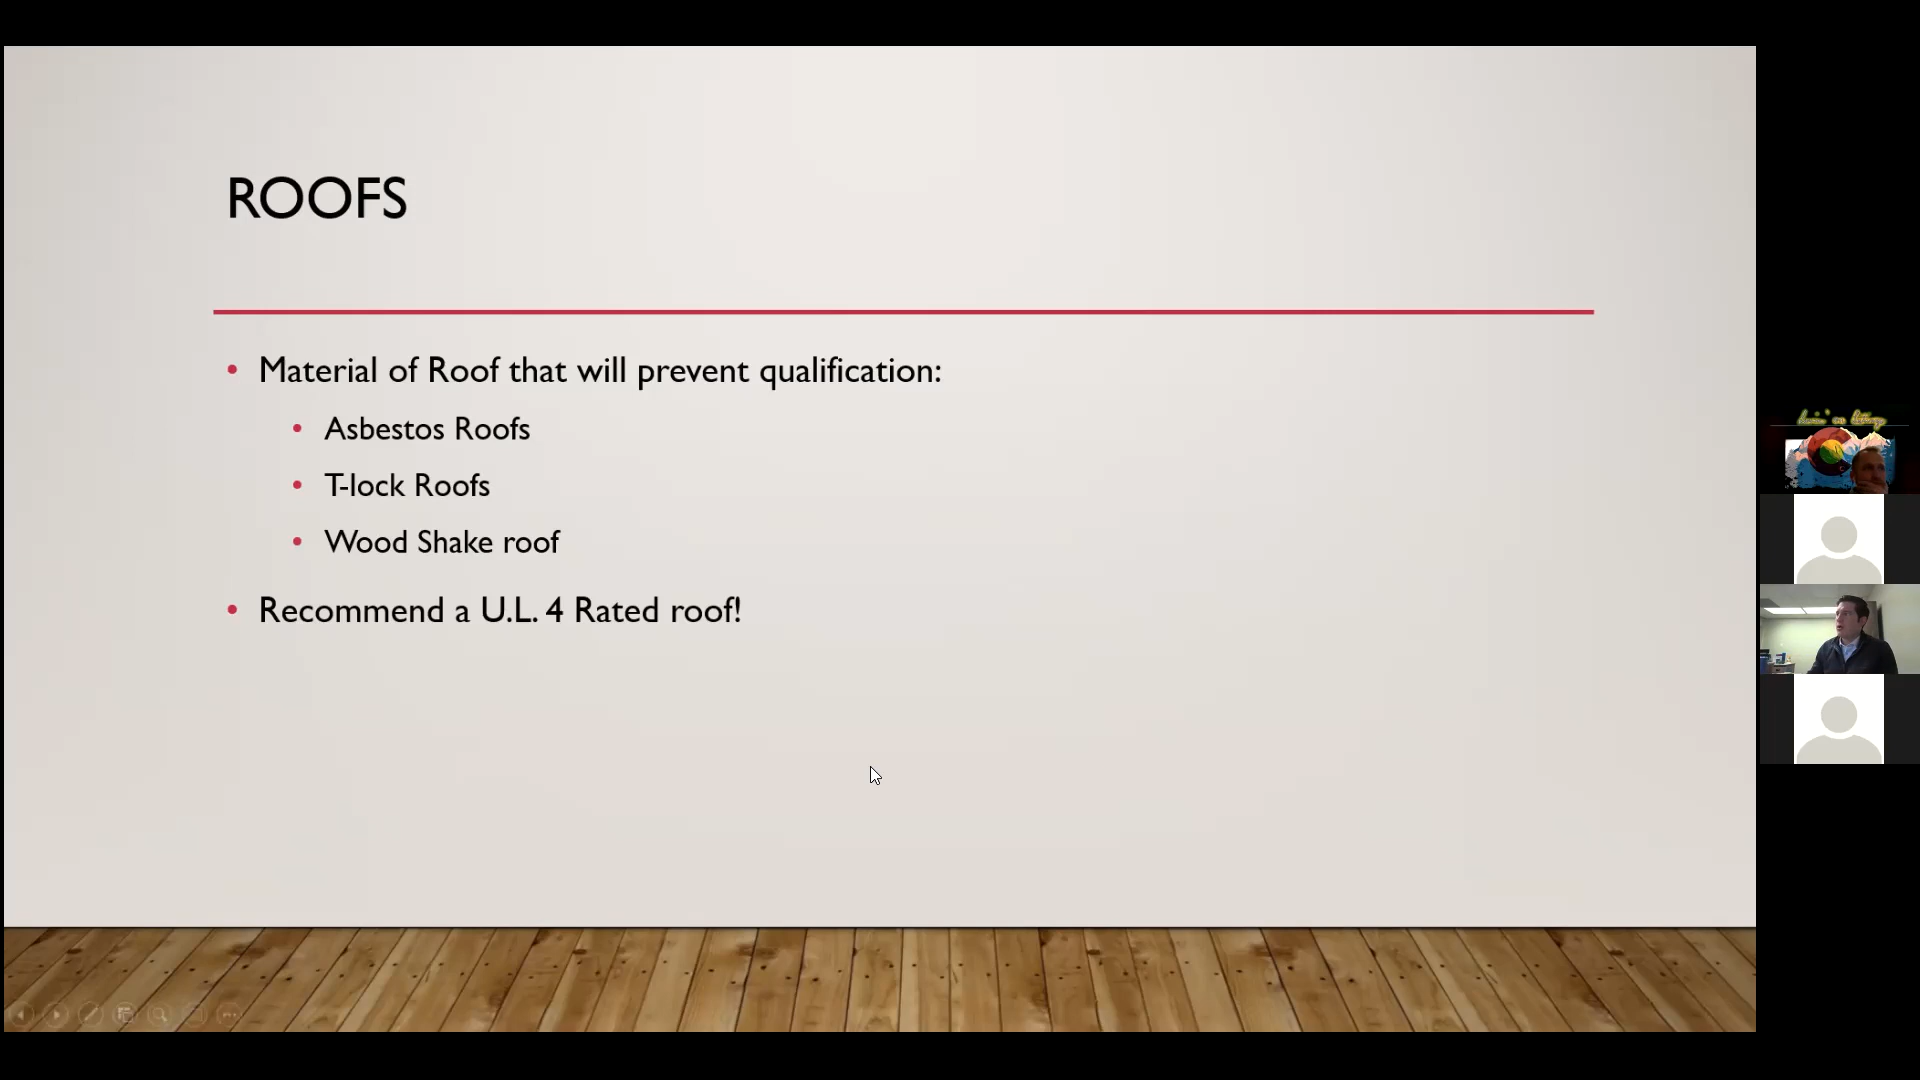 ROOFS
• Material of Roof that will prevent qualification:
• Asbestos Roofs
• T-lock Roofs
• Wood Shake roof
• Recommend a U.L. 4 Rated roof!